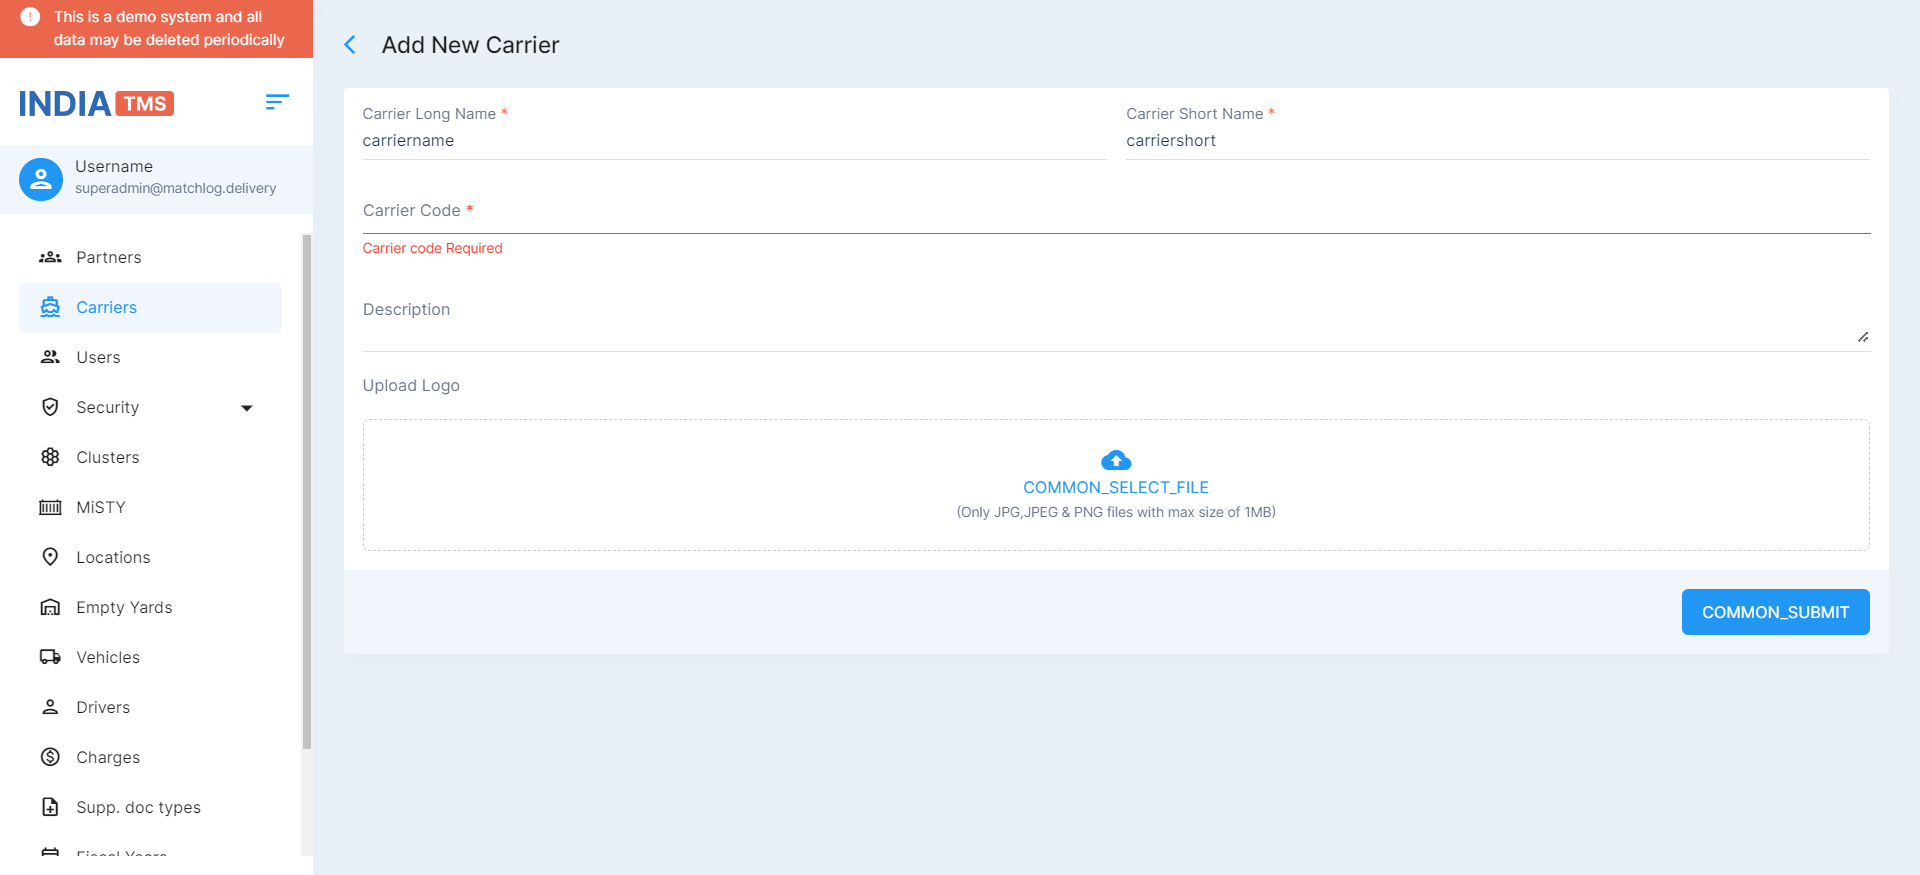 This is a demo system and all
data may be deleted periodically
INDIA TMS
Username
superadmin@matchlog.delivery
Partners
Carriers
Users
Security
Clusters
MiSTY
Locations
Empty Yards
Vehicles
Drivers
Charges
Supp. doc types
Fiscal Years
Add New Carrier
Carrier Long Name *
carriername
Carrier Short Name *
carriershort
Carrier Code *
Carrier code Required
Description
Upload Logo
COMMON_SELECT_FILE
(Only JPG,JPEG & PNG files with max size of 1MB)
COMMON_SUBMIT